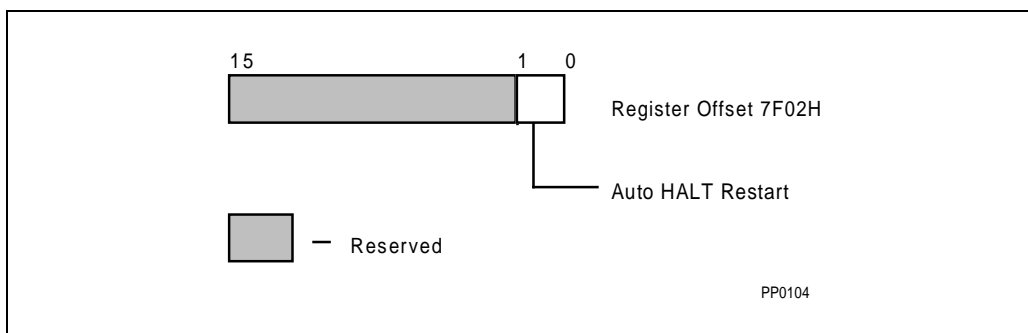 15 1 0
Register Offset 7F02H
Auto HALT Restart
– Reserved
PP0104